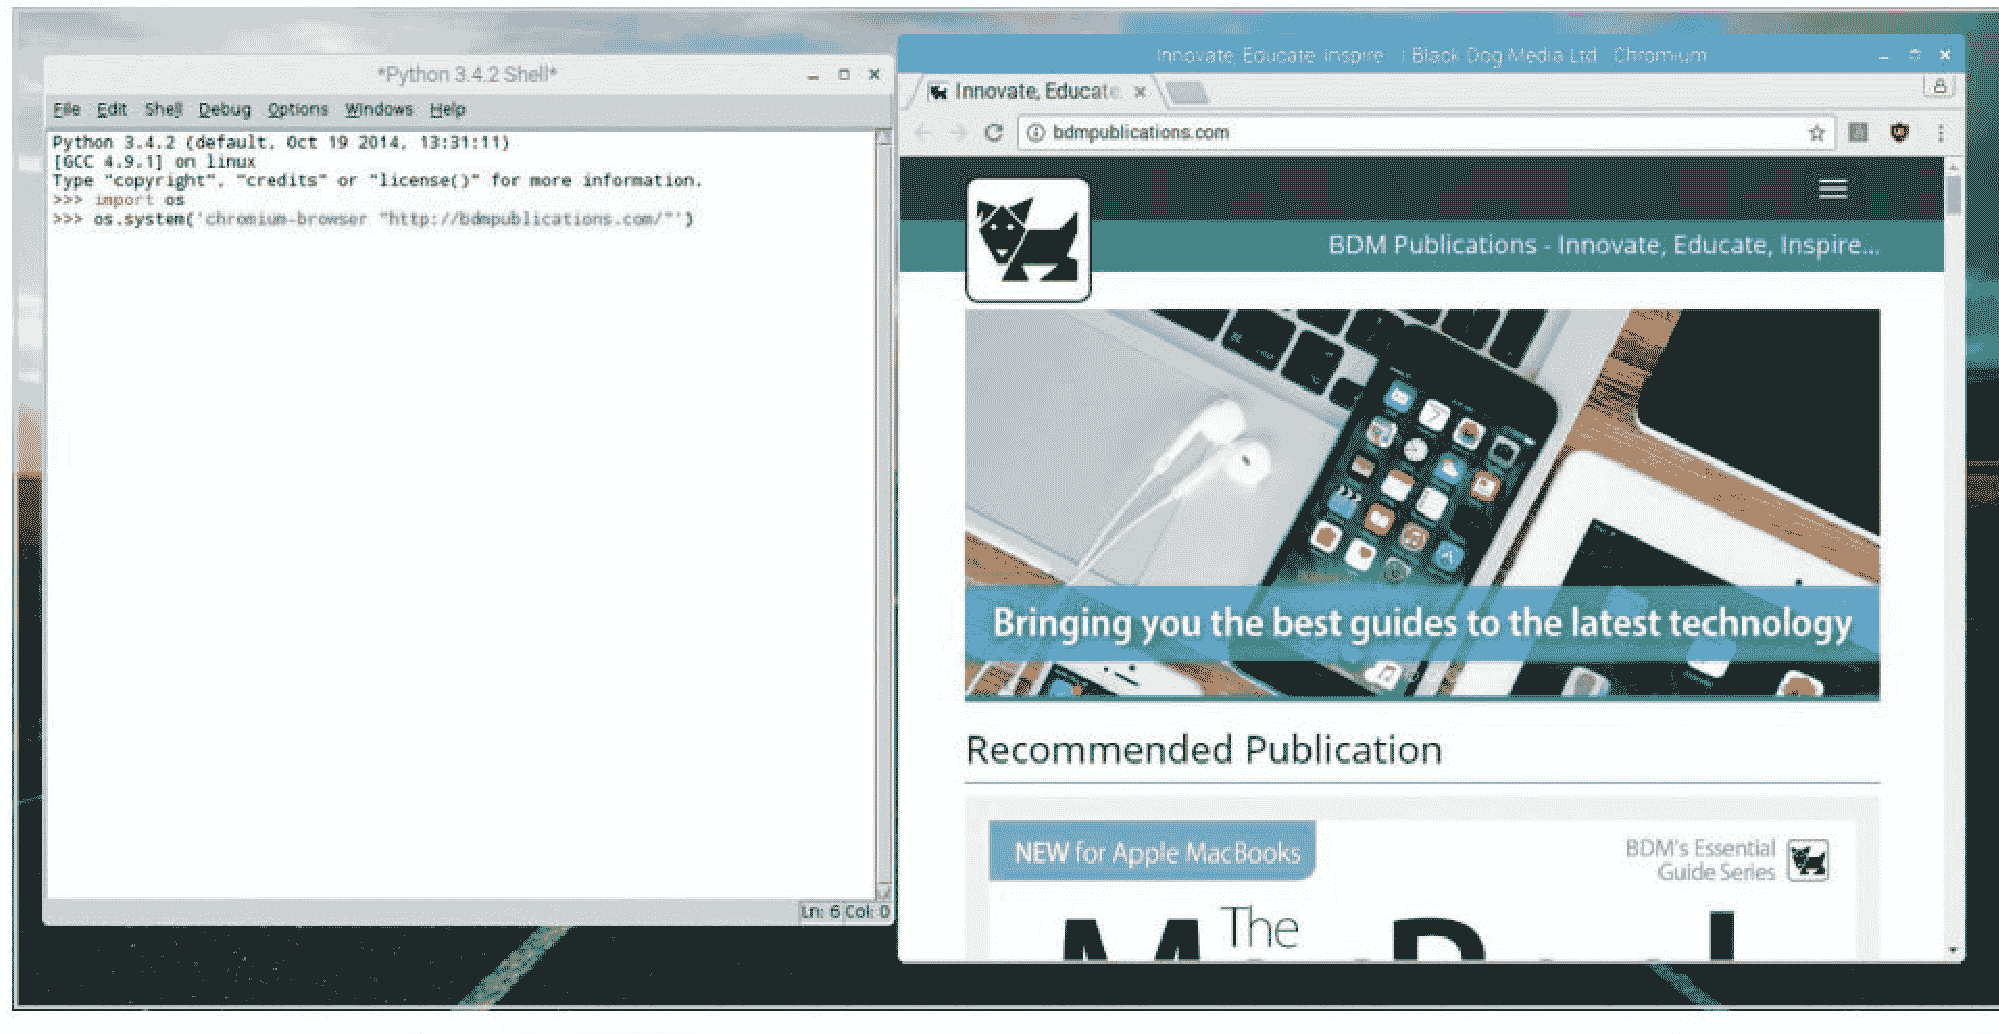 *Python 3.4.2 Shell*
File Edit Shell Debug Options Windows Help
Python 3.4.2 (default, Oct 19 2014, 13:31:11)
[GCC 4.9.1] on linux
Type "copyright", "credits" or "license()" for more information.
>>> import os
>>> os.system('chromium-browser "http://bdmpublications.com/"')
Ln: 6 Col: 0
Innovate, Educate, Inspire... | Black Dog Media Ltd - Chromium
Innovate, Educate
bdmpublications.com
BDM Publications - Innovate, Educate, Inspire...
Bringing you the best guides to the latest technology
Recommended Publication
NEW for Apple MacBooks
BDM's Essential
Guide Series
The